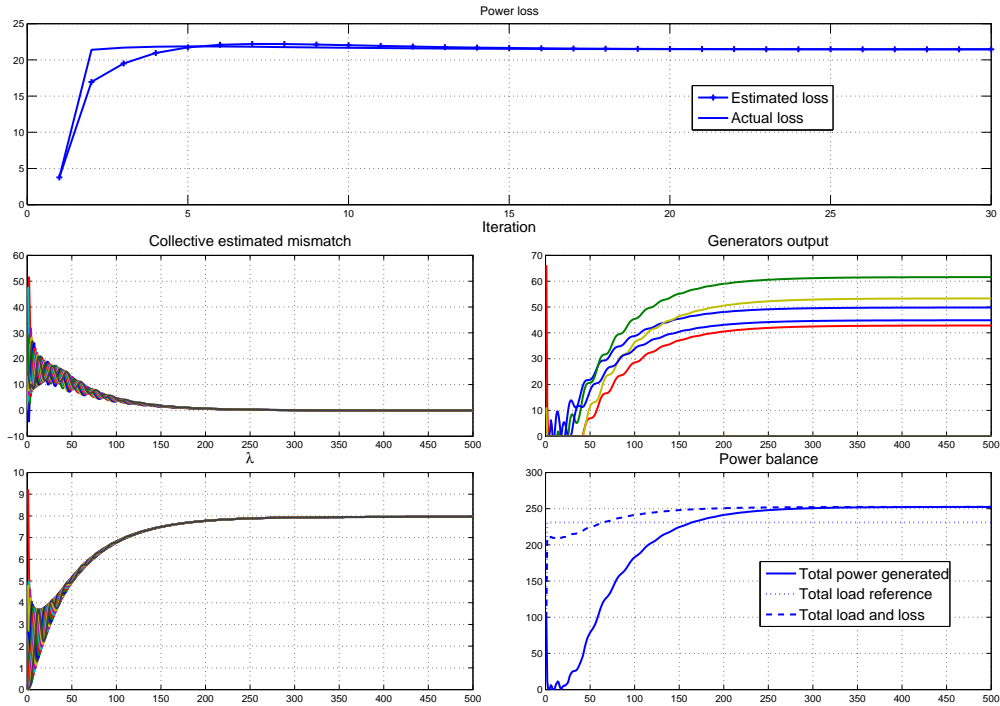 Power loss
25
20
15
10
5
0
0 5 10 15 20 25 30
Estimated loss
Actual loss
Iteration
Collective estimated mismatch
60
50
40
30
20
10
0
−10
0 50 100 150 200 250 300 350 400 450 500
Generators output
70
60
50
40
30
20
10
0
0 50 100 150 200 250 300 350 400 450 500
λ
10
9
8
7
6
5
4
3
2
1
0
0 50 100 150 200 250 300 350 400 450 500
Power balance
300
250
200
150
100
50
0
0 50 100 150 200 250 300 350 400 450 500
Total power generated
Total load reference
Total load and loss